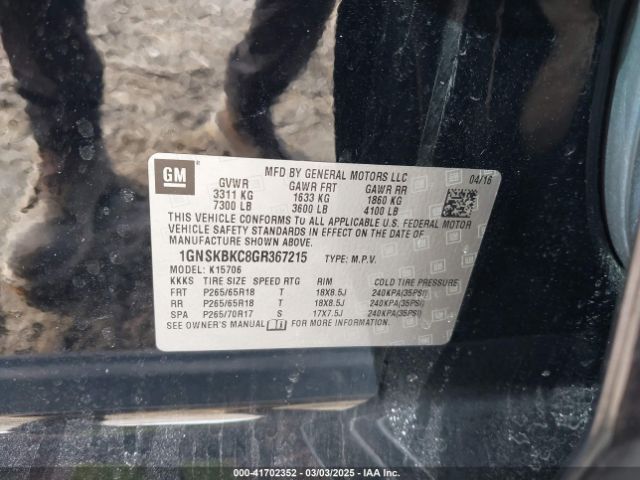 GM ®
MFD BY GENERAL MOTORS LLC 04/16
GVWR GAWR FRT GAWR RR
3311 KG 1633 KG 1860 KG
7300 LB 3600 LB 4100 LB
THIS VEHICLE CONFORMS TO ALL APPLICABLE U.S. FEDERAL MOTOR
VEHICLE SAFETY STANDARDS IN EFFECT ON THE DATE OF
MANUFACTURE SHOWN ABOVE.
1GNSKBKC8GR367215 TYPE: M.P.V.
MODEL: K15706
KKKS TIRE SIZE SPEED RTG RIM COLD TIRE PRESSURE
FRT P265/65R18 T 18X8.5J 240KPA(35PSI)
RR P265/65R18 T 18X8.5J 240KPA(35PSI)
SPA P265/70R17 S 17X7.5J 240KPA(35PSI)
SEE OWNER'S MANUAL FOR MORE INFORMATION.
000-41702352 | 03/03/2025 - IAA Inc.